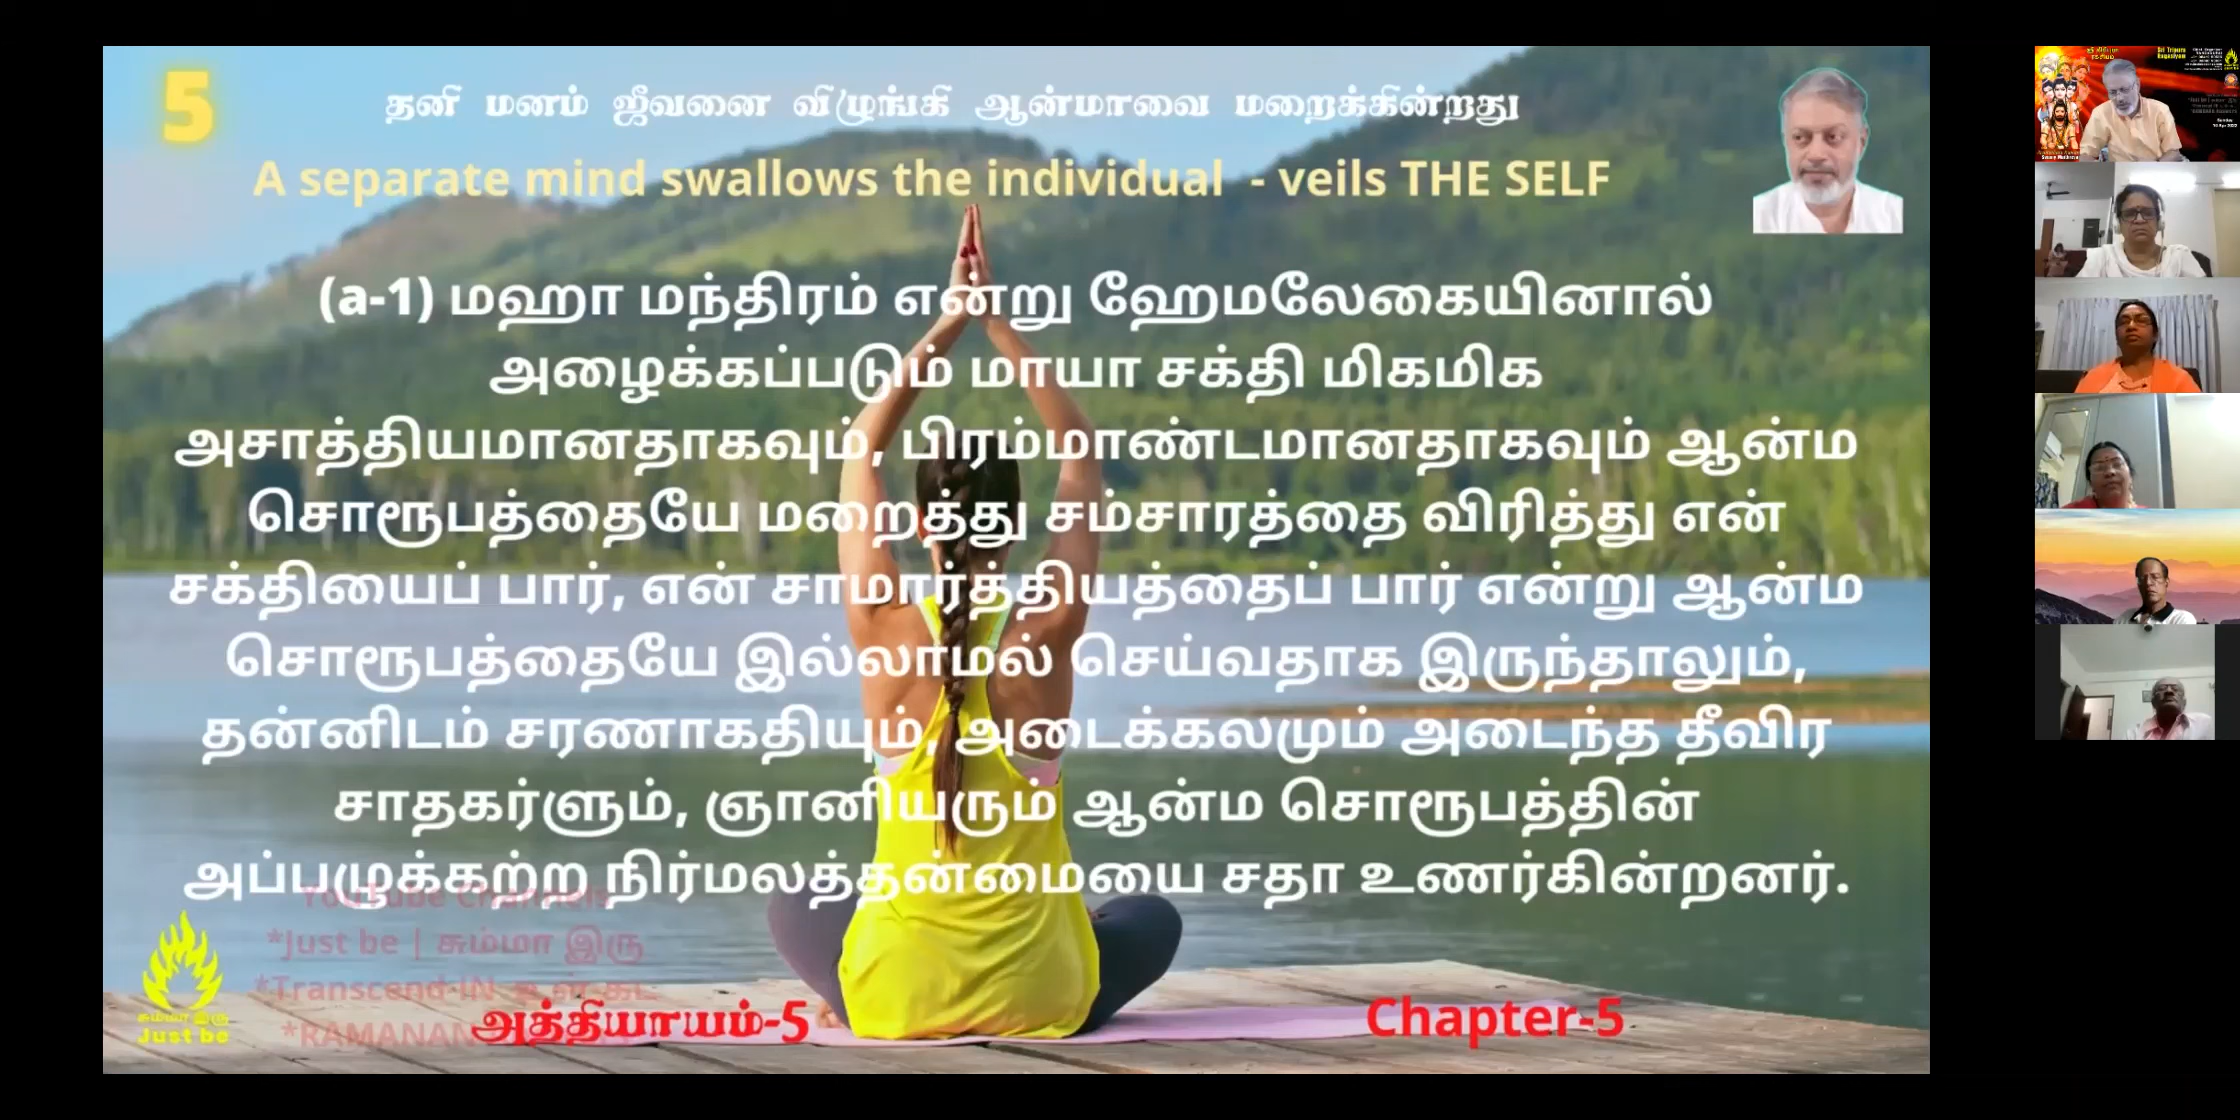 5
தனி மனம் ஜீவனை விழுங்கி ஆன்மாவை மறைக்கின்றது
A separate mind swallows the individual - veils THE SELF
(a-1) மஹா மந்திரம் என்று ஹேமலேகையினால்
அழைக்கப்படும் மாயா சக்தி மிகமிக
அசாத்தியமானதாகவும், பிரம்மாண்டமானதாகவும் ஆன்ம
சொரூபத்தையே மறைத்து சம்சாரத்தை விரித்து என்
சக்தியைப் பார், என் சாமார்த்தியத்தைப் பார் என்று ஆன்ம
சொரூபத்தையே இல்லாமல் செய்வதாக இருந்தாலும்,
தன்னிடம் சரணாகதியும், அடைக்கலமும் அடைந்த தீவிர
சாதகர்ளும், ஞானியரும் ஆன்ம சொரூபத்தின்
அப்பழுக்கற்ற நிர்மலத்தன்மையை சதா உணர்கின்றனர்.
YouTube Channels
*Just be | சும்மா இரு
*Transcend IN
*RAMANAN
சும்மா இரு
Just be
அத்தியாயம்-5
Chapter-5
Sri Tripura